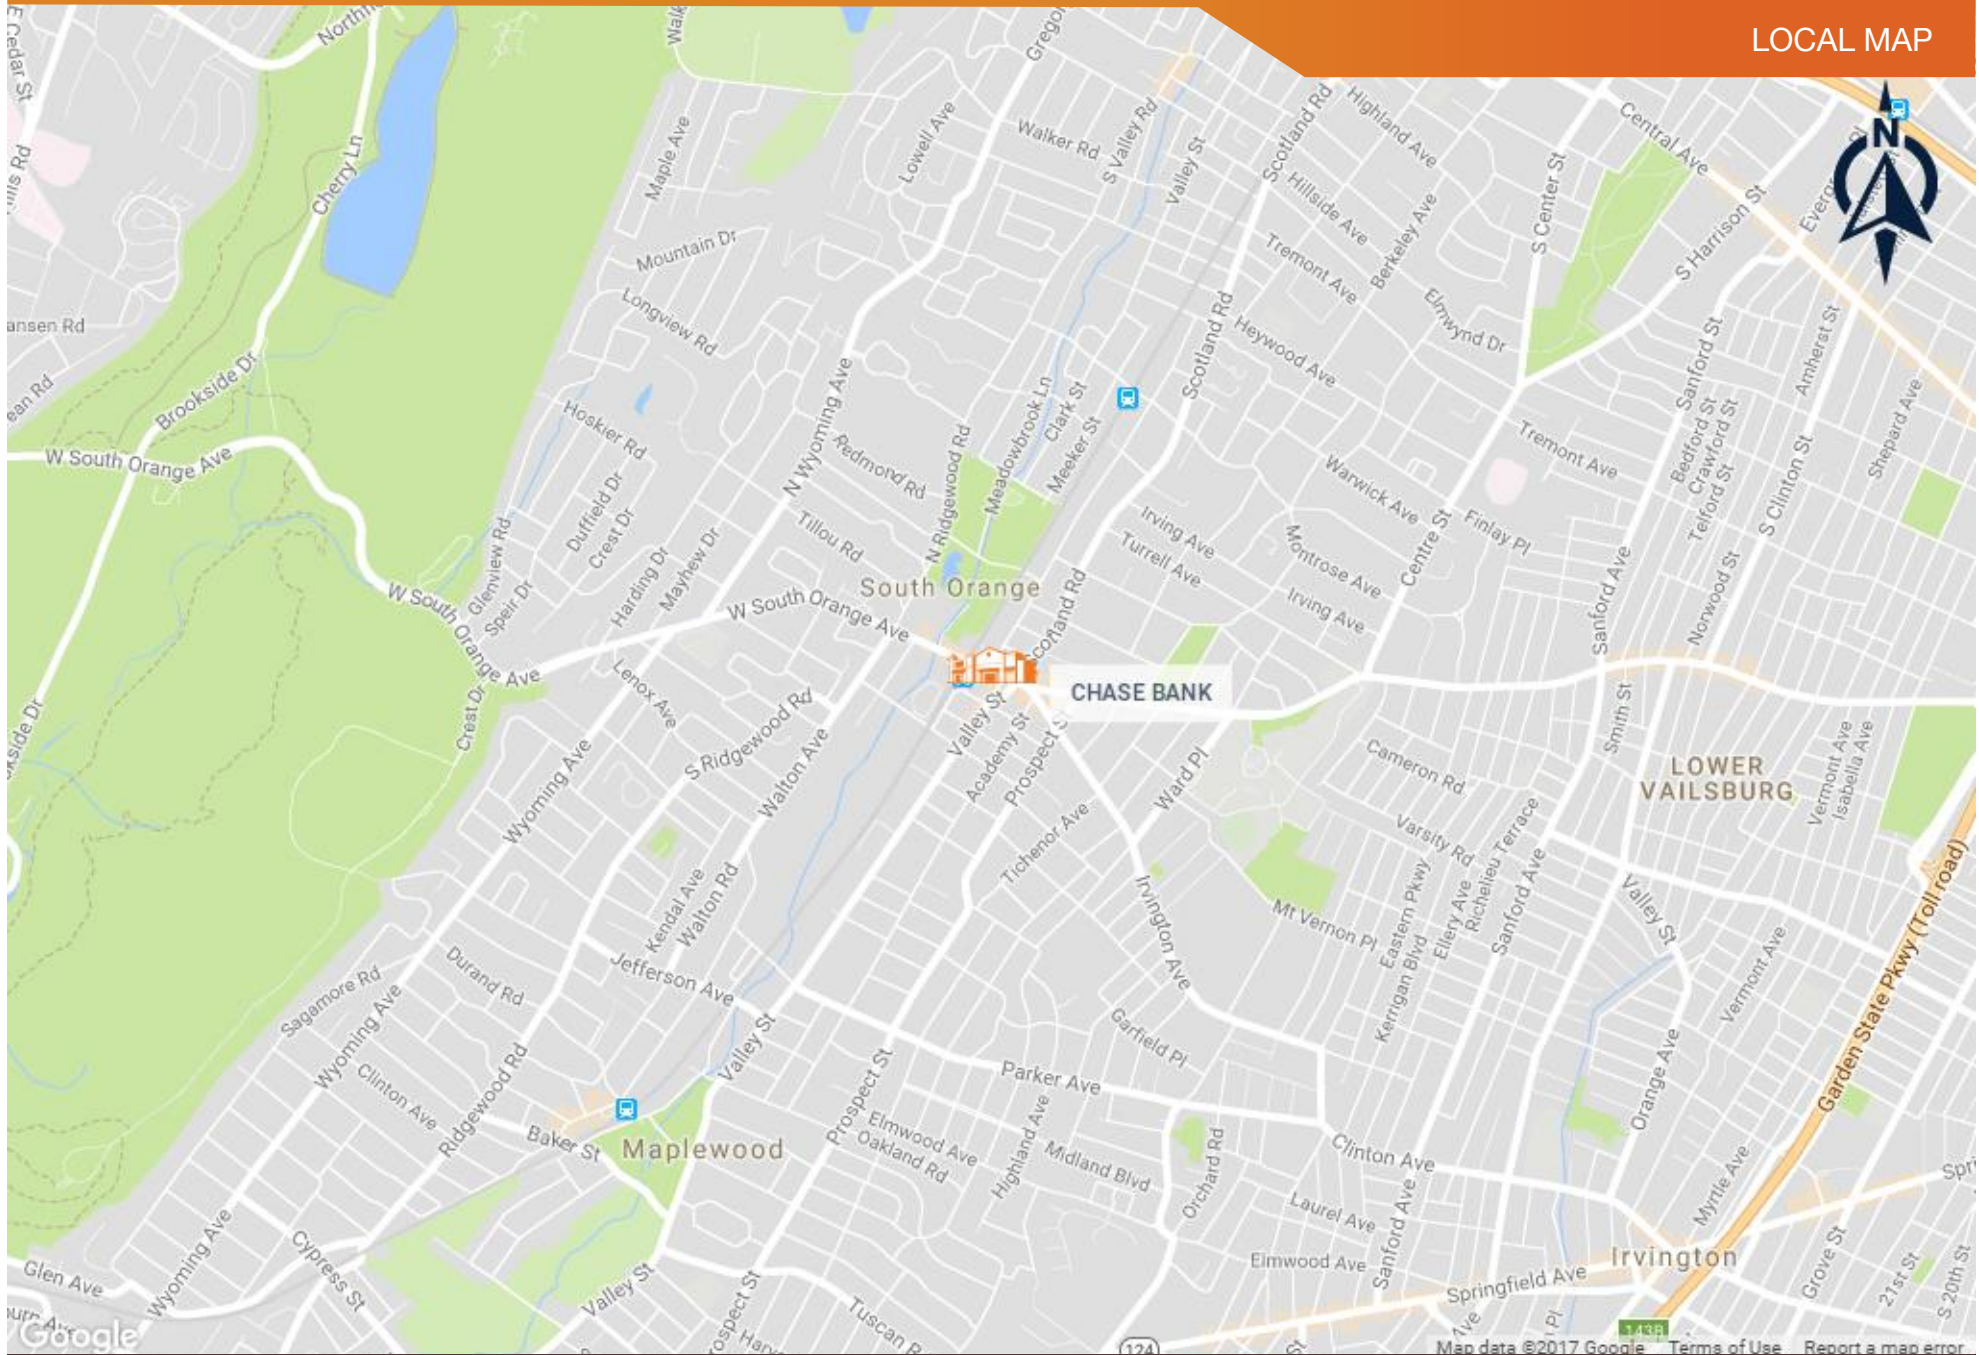 LOCAL MAP
E Cedar St
Walk
Central Ave
Cherry Ln
Maple Ave
Lowell Ave
Walker Rd
S Valley Rd
Valley St
Scotland Rd
Highland Ave
Hillside Ave
Berkeley Ave
Tremont Ave
S Center St
S Harrison St
N
Mountain Dr
Longview Rd
Elmwynd Dr
Heywood Ave
Scotland Rd
Sanford St
Amherst St
Shepard Ave
Brookside Dr
W South Orange Ave
Hoskier Rd
Duffield Dr
Crest Dr
N Wyoming Ave
Redmond Rd
N Ridgewood Rd
Meadowbrook Ln
Clark St
Meeker St
Tremont Ave
Bedford St
Crawford St
Telford St
S Clinton St
Warwick Ave
Finlay Pl
Centre St
Irving Ave
Turrell Ave
Montrose Ave
Irving Ave
Tillou Rd
Glenview Rd
Speir Dr
Harding Dr
Mayhew Dr
W South Orange Ave
W South Orange Ave
South Orange
Scotland Rd
Sanford Ave
Norwood St
CHASE BANK
Crest Dr
Lenox Ave
S Ridgewood Rd
Walton Ave
Wyoming Ave
Valley St
Academy St
Prospect S
Tichenor Ave
Ward Pl
Cameron Rd
Smith St
LOWER
VAILSBURG
Vermont Ave
Isabella Ave
Varsity Rd
Richelieu Terrace
Eastern Pkwy
Ellery Ave
Sanford Ave
Kerrigan Blvd
Mt Vernon Pl
Irvington Ave
Valley St
Vermont Ave
Garden State Pkwy (Toll road)
Kendal Ave
Walton Rd
Jefferson Ave
Durand Rd
Sagamore Rd
Wyoming Ave
Clinton Ave
Ridgewood Rd
Valley St
Prospect St
Parker Ave
Garfield Pl
Orange Ave
Baker St
Maplewood
Elmwood Ave
Oakland Rd
Highland Ave
Midland Blvd
Orchard Rd
Clinton Ave
Laurel Ave
Elmwood Ave
Sanford Ave
Myrtle Ave
Irvington
Springfield Ave
Grove St
21st St
S 20th St
Glen Ave
Wyoming Ave
Cypress St
Valley St
Tuscan R
124
143B
Google
Map data ©2017 Google Terms of Use Report a map error